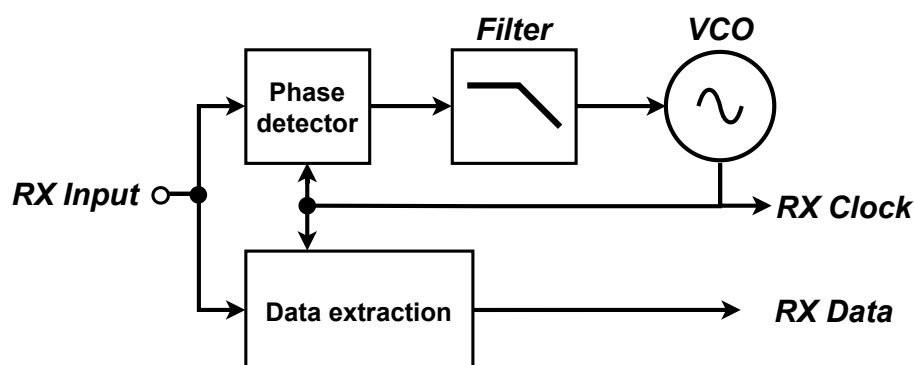 Filter
VCO
Phase
detector
RX Input
RX Clock
Data extraction
RX Data